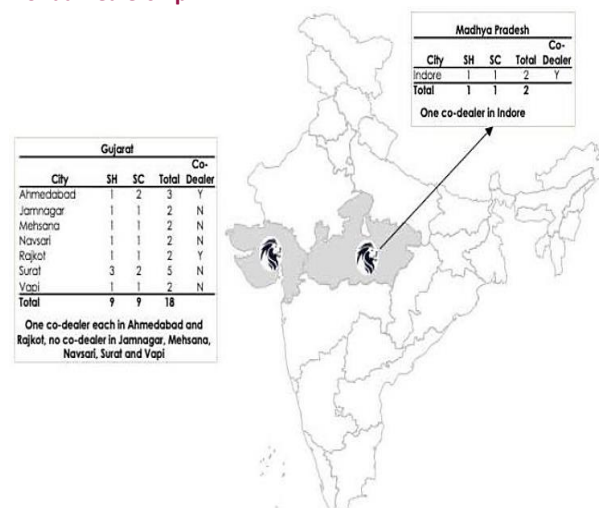 Madhya Pradesh
Co-
City SH SC Total Dealer
Indore 1 1 2 Y
Total 1 1 2
One co-dealer in Indore
Gujarat
Co-
City SH SC Total Dealer
Ahmedabad 1 2 3 Y
Jamnagar 1 1 2 N
Mehsana 1 1 2 N
Navsari 1 1 2 N
Rajkot 1 1 2 Y
Surat 3 2 5 N
Vapi 1 1 2 N
Total 9 9 18
One co-dealer each in Ahmedabad and
Rajkot, no co-dealer in Jamnagar, Mehsana,
Navsari, Surat and Vapi